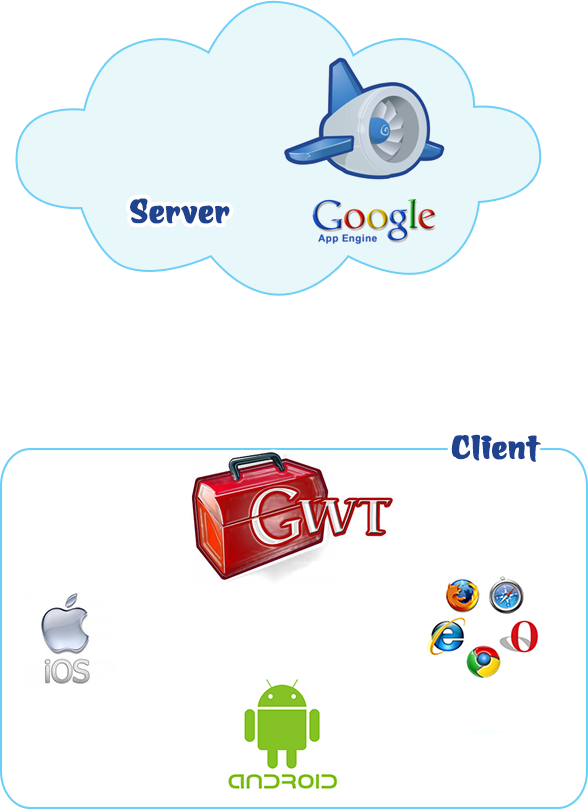 Server
Google
App Engine
Client
GWT
iOS
ANDROID